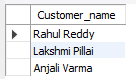 Customer_name
Rahul Reddy
Lakshmi Pillai
Anjali Varma